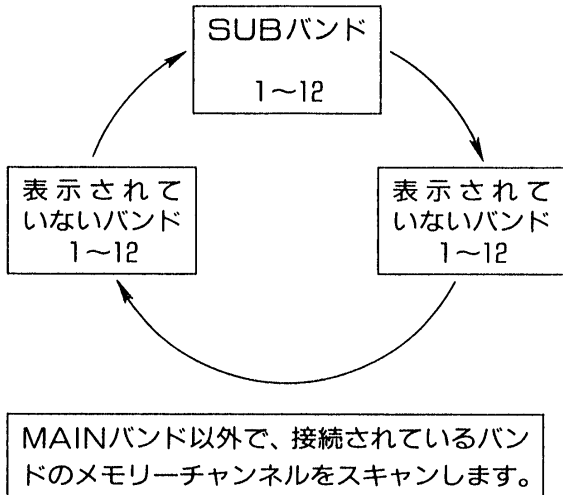 SUBバンド
1～12
表示されて
いないバンド
1～12
表示されて
いないバンド
1～12
MAINバンド以外で、接続されているバン
ドのメモリーチャンネルをスキャンします。